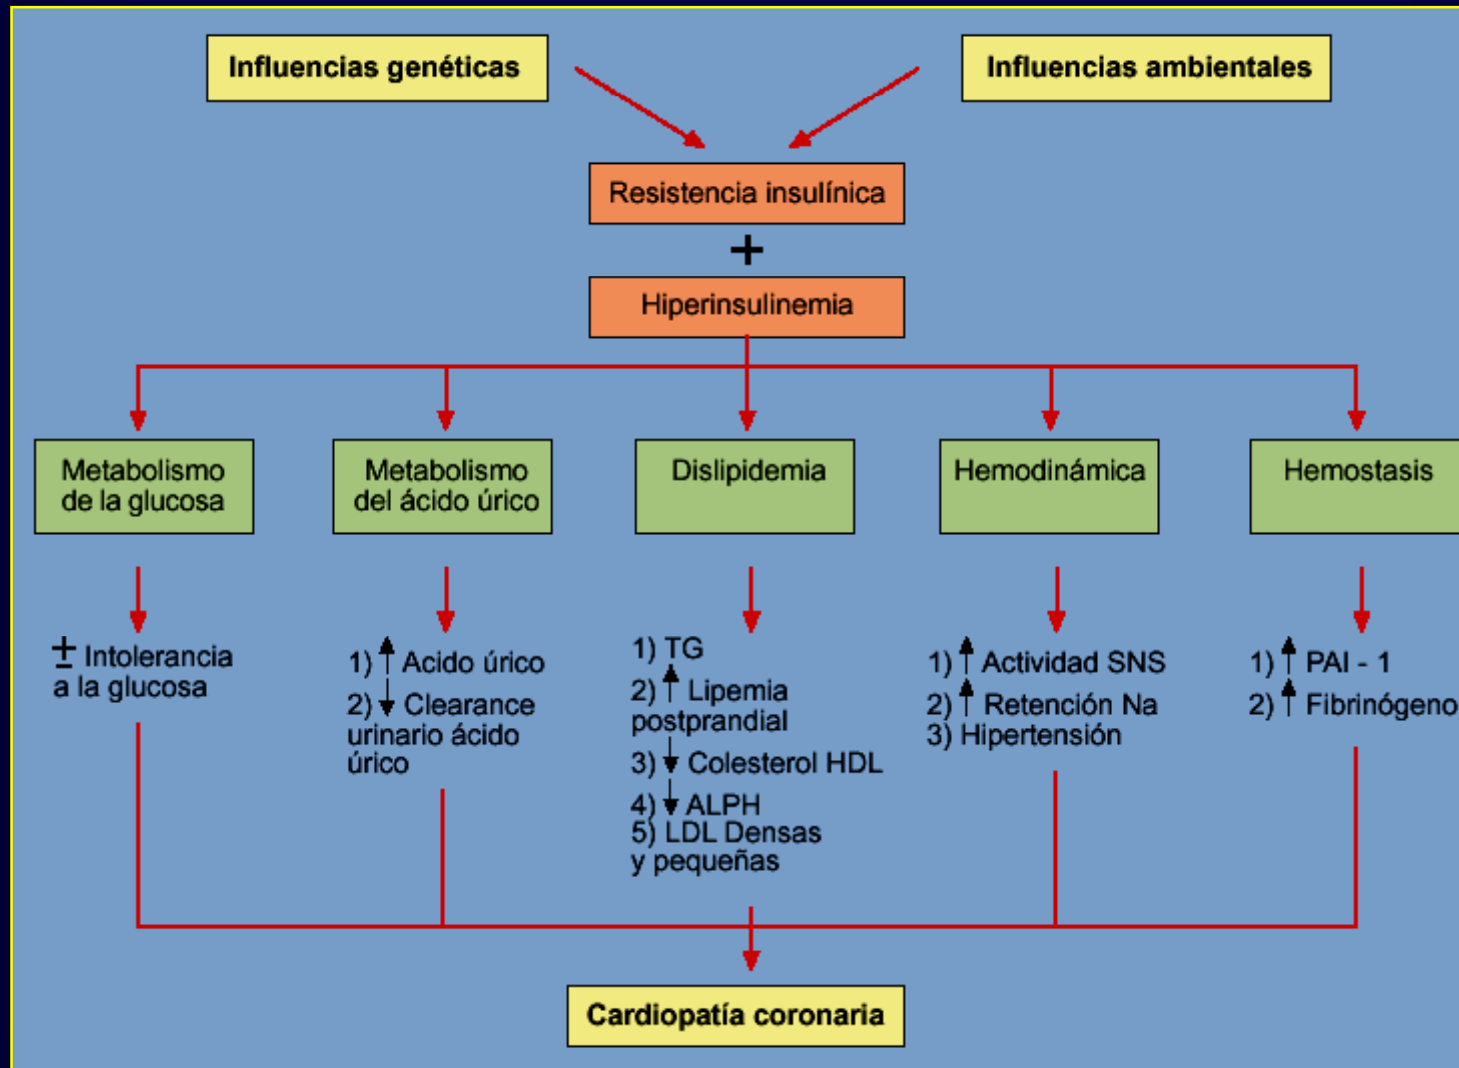 Influencias genéticas
Influencias ambientales
Resistencia insulínica
+
Hiperinsulinemia
Metabolismo
de la glucosa
Metabolismo
del ácido úrico
Dislipidemia
Hemodinámica
Hemostasis
± Intolerancia
a la glucosa
1) ↑ Acido úrico
2) ↓ Clearance
urinario ácido
úrico
1) TG
2) ↑ Lipemia
postprandial
3) ↓ Colesterol HDL
4) ↓ ALPH
5) LDL Densas
y pequeñas
1) ↑ Actividad SNS
2) ↑ Retención Na
3) Hipertensión
1) ↑ PAI - 1
2) ↑ Fibrinógeno
Cardiopatía coronaria